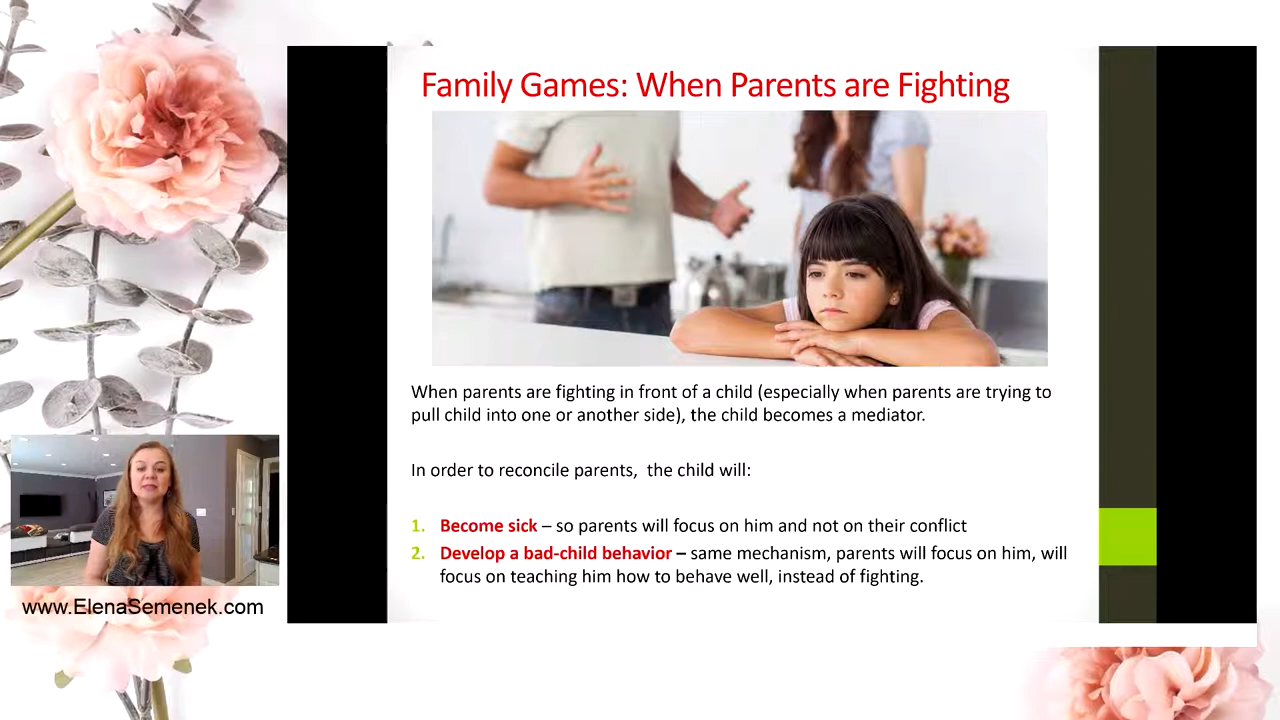 Family Games: When Parents are Fighting
When parents are fighting in front of a child (especially when parents are trying to
pull child into one or another side), the child becomes a mediator.
In order to reconcile parents, the child will:
1. Become sick – so parents will focus on him and not on their conflict
2. Develop a bad-child behavior – same mechanism, parents will focus on him, will
focus on teaching him how to behave well, instead of fighting.
www.ElenaSemenek.com